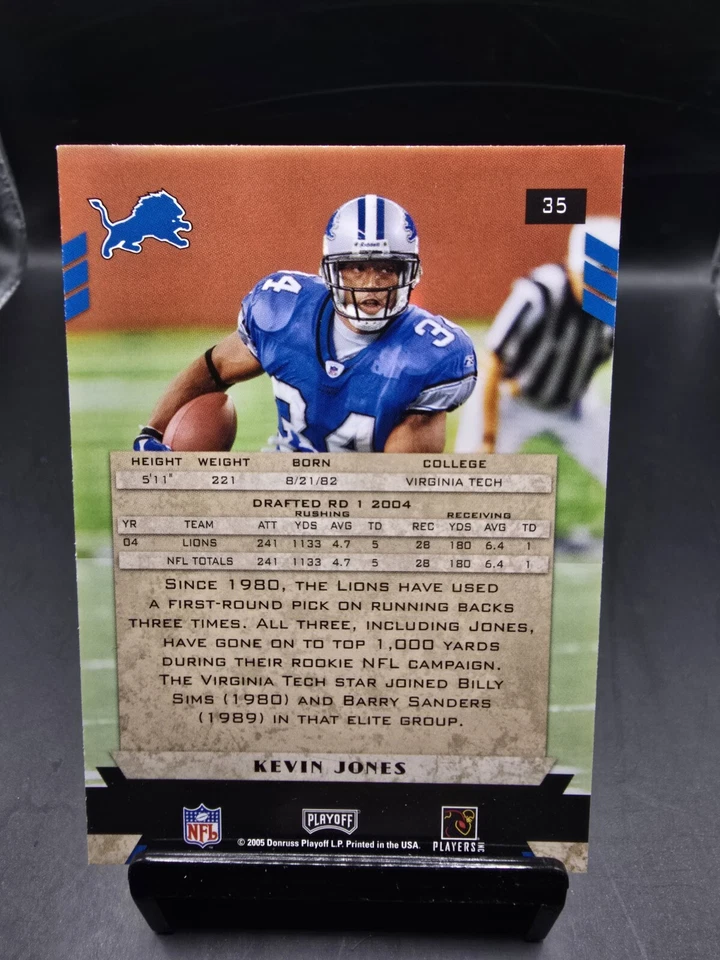 35
Riddell
34
34
34
HEIGHT WEIGHT BORN COLLEGE
5'11" 221 8/21/82 VIRGINIA TECH
DRAFTED RD 1 2004
RUSHING RECEIVING
YR TEAM ATT YDS AVG TD REC YDS AVG TD
04 LIONS 241 1133 4.7 5 28 180 6.4 1
NFL TOTALS 241 1133 4.7 5 28 180 6.4 1
SINCE 1980, THE LIONS HAVE USED
A FIRST-ROUND PICK ON RUNNING BACKS
THREE TIMES. ALL THREE, INCLUDING JONES,
HAVE GONE ON TO TOP 1,000 YARDS
DURING THEIR ROOKIE NFL CAMPAIGN.
THE VIRGINIA TECH STAR JOINED BILLY
SIMS (1980) AND BARRY SANDERS
(1989) IN THAT ELITE GROUP.
KEVIN JONES
NFL PLAYOFF PLAYERS INC
© 2005 Donruss Playoff L.P. Printed in the USA.